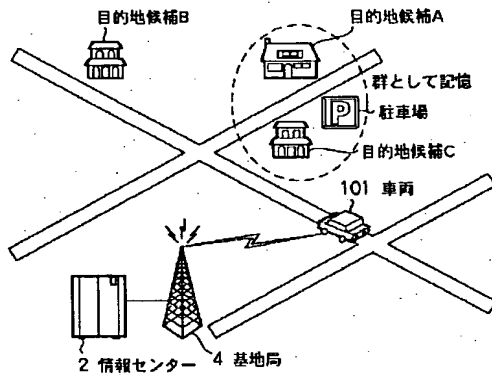 目的地候補B
目的地候補A
群として記憶
P
駐車場
目的地候補C
101 車両
2 情報センター
4 基地局